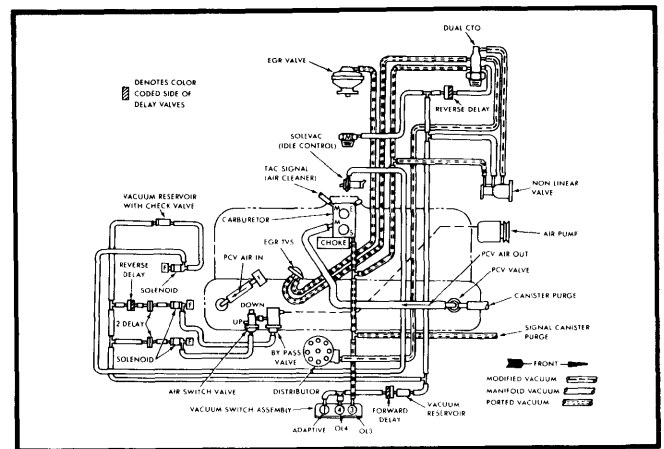 DUAL CTO
EGR VALVE
DENOTES COLOR
CODED SIDE OF
DELAY VALVES
REVERSE DELAY
SOLEVAC
(IDLE CONTROL)
TAC SIGNAL
(AIR CLEANER)
NON LINEAR
VALVE
VACUUM RESERVOIR
WITH CHECK VALVE
CARBURETOR
M
E
M
S
CHOKE
AIR PUMP
EGR TVS
PCV AIR IN
PCV AIR OUT
PCV VALVE
F
REVERSE
DELAY
SOLENOID
CANISTER PURGE
DOWN
UP
F
2 DELAY
SIGNAL CANISTER
PURGE
SOLENOID
F
BY PASS
VALVE
FRONT
AIR SWITCH VALVE
DISTRIBUTOR
MODIFIED VACUUM
VACUUM SWITCH ASSEMBLY
FORWARD
DELAY
VACUUM
RESERVOIR
MANIFOLD VACUUM
PORTED VACUUM
4
3
ADAPTIVE
OL4
OL3